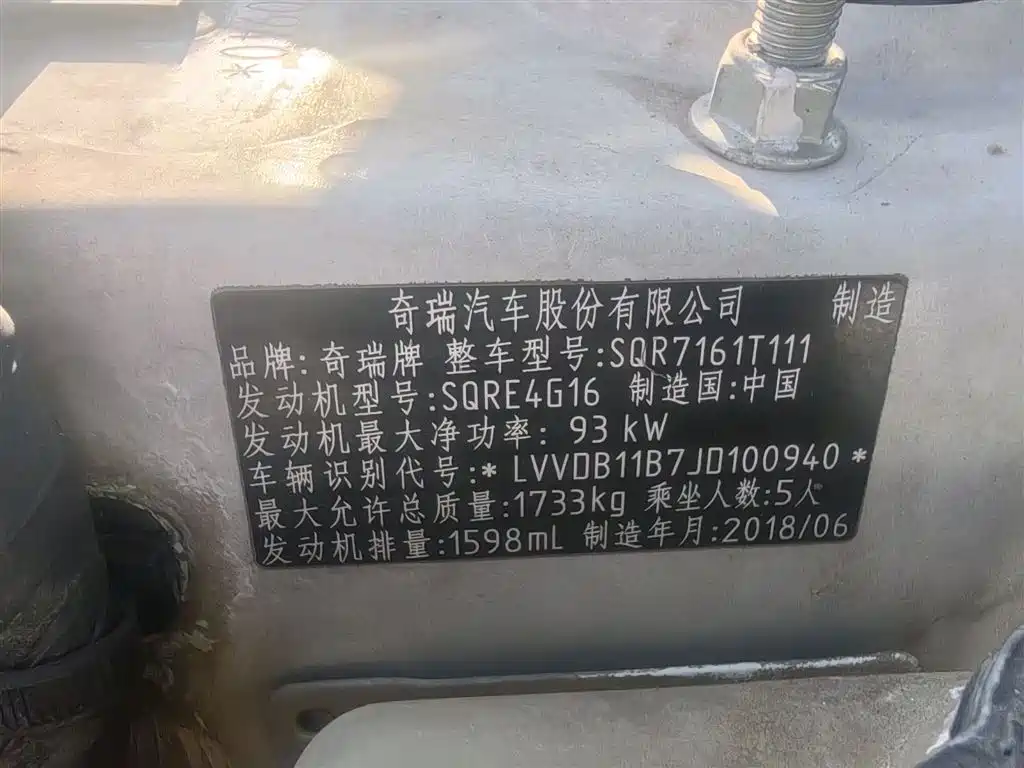 奇瑞汽车股份有限公司 制造
品牌:奇瑞牌 整车型号:SQR7161T111
发动机型号:SQRE4G16 制造国:中国
发动机最大净功率: 93 kW
车辆识别代号:* LVVDB11B7JD100940 *
最大允许总质量:1733kg 乘坐人数:5人
发动机排量:1598mL 制造年月:2018/06